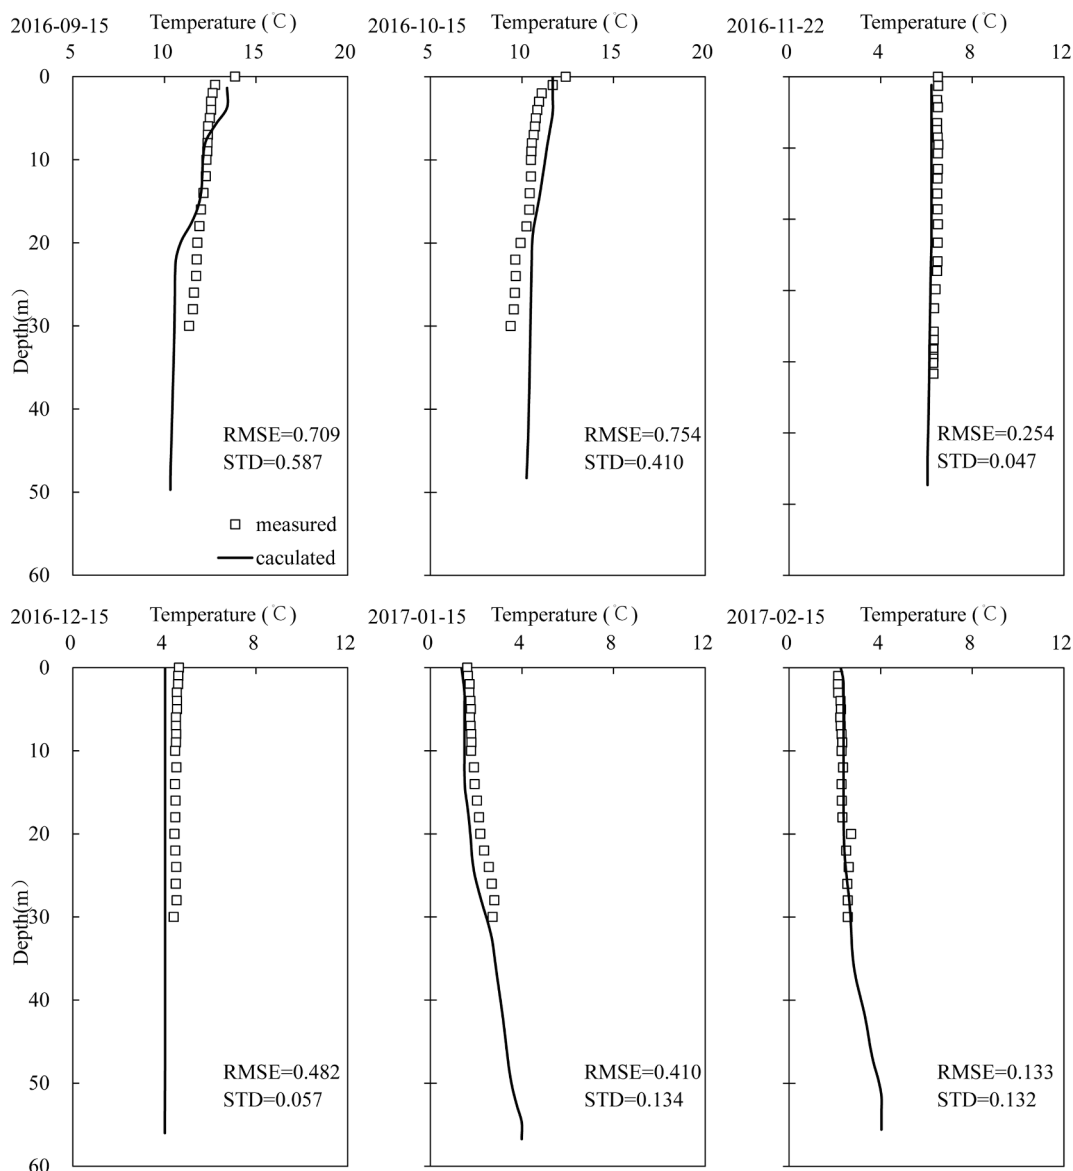 2016-09-15 Temperature (℃) 2016-10-15 Temperature (℃) 2016-11-22 Temperature (℃)
5 10 15 20 5 10 15 20 0 4 8 12
0
10
20
30
40
50
60
Depth(m)
RMSE=0.709
STD=0.587
measured
caculated
RMSE=0.754
STD=0.410
RMSE=0.254
STD=0.047
2016-12-15 Temperature (℃) 2017-01-15 Temperature (℃) 2017-02-15 Temperature (℃)
0 4 8 12 0 4 8 12 0 4 8 12
0
10
20
30
40
50
60
Depth(m)
RMSE=0.482
STD=0.057
RMSE=0.410
STD=0.134
RMSE=0.133
STD=0.132